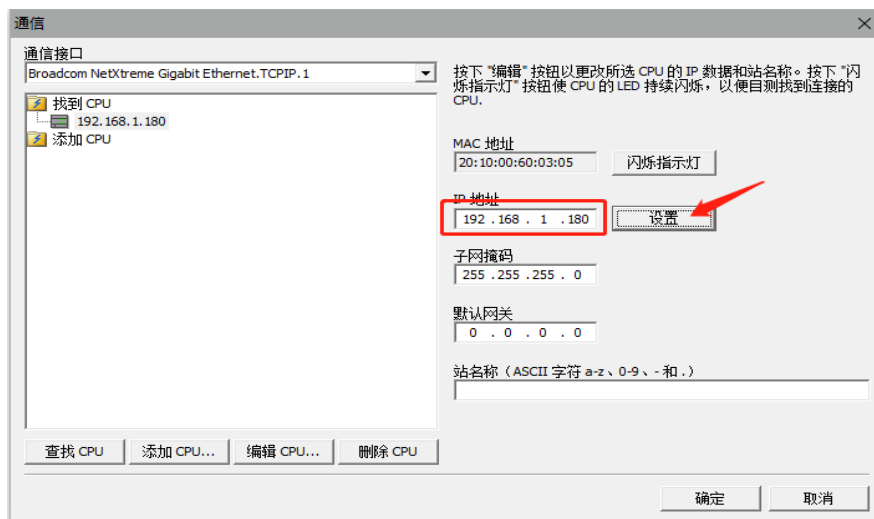 通信
通信接口
Broadcom NetXtreme Gigabit Ethernet.TCPIP.1
找到 CPU
192.168.1.180
添加 CPU
按下 "编辑" 按钮以更改所选 CPU 的 IP 数据和站名称。按下 "闪
烁指示灯" 按钮使 CPU 的 LED 持续闪烁，以便目测找到连接的
CPU.
MAC 地址
20:10:00:60:03:05
闪烁指示灯
IP 地址
192 .168 . 1 .180
设置
子网掩码
255 .255 .255 . 0
默认网关
0 . 0 . 0 . 0
站名称（ASCII 字符 a-z、0-9、- 和 .）
查找 CPU
添加 CPU...
编辑 CPU...
删除 CPU
确定
取消